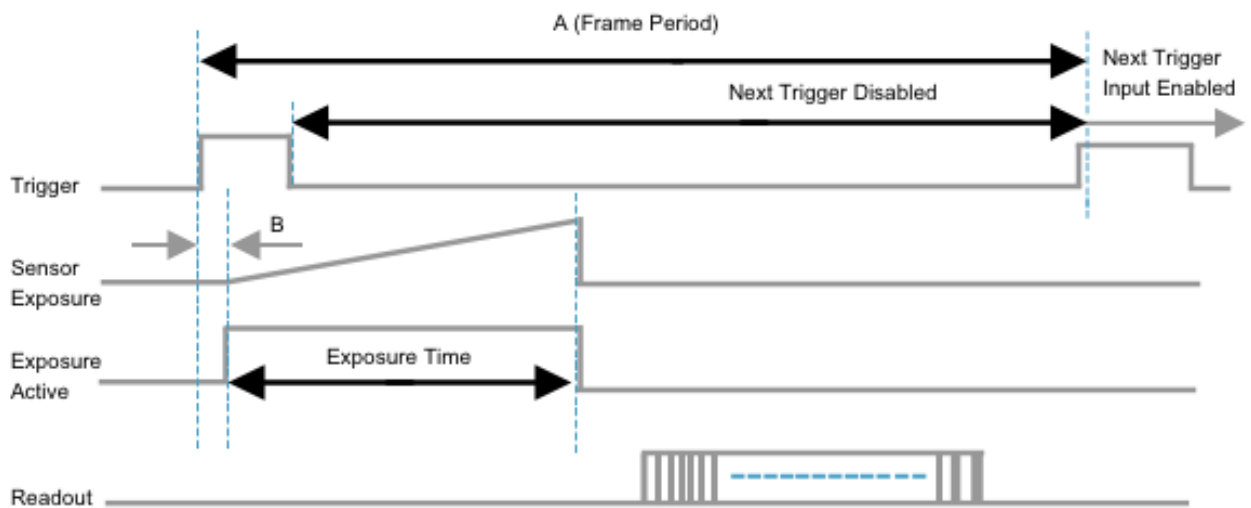 A (Frame Period)
Next Trigger
Input Enabled
Next Trigger Disabled
Trigger
B
Sensor
Exposure
Exposure
Active
Exposure Time
Readout